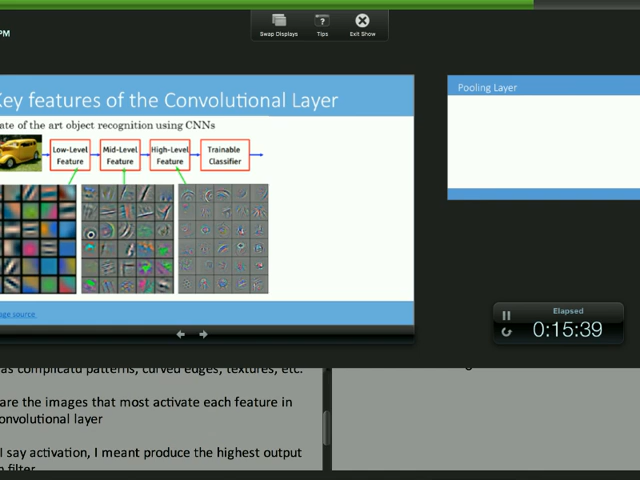 PM
Swap Displays
Tips
Exit Show
Key features of the Convolutional Layer
ate of the art object recognition using CNNs
Low-Level Feature
Mid-Level Feature
High-Level Feature
Trainable Classifier
age source
Pooling Layer
Elapsed
0:15:39
as complicatd patterns, curved edges, textures, etc.
are the images that most activate each feature in
onvolutional layer
I say activation, I meant produce the highest output
filter